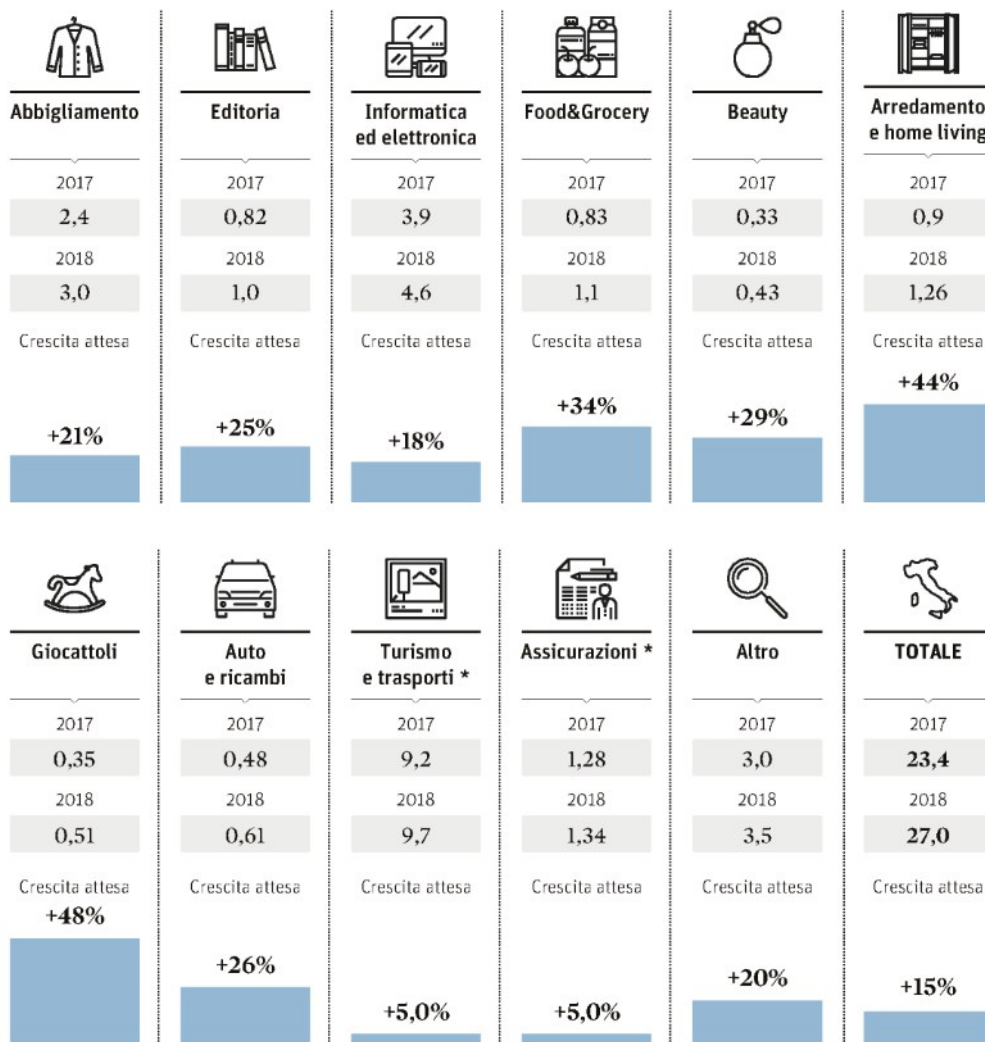 Abbigliamento
2017
2,4
2018
3,0
Crescita attesa
+21%
Editoria
2017
0,82
2018
1,0
Crescita attesa
+25%
Informatica
ed elettronica
2017
3,9
2018
4,6
Crescita attesa
+18%
Food&Grocery
2017
0,83
2018
1,1
Crescita attesa
+34%
Beauty
2017
0,33
2018
0,43
Crescita attesa
+29%
Arredamento
e home living
2017
0,9
2018
1,26
Crescita attesa
+44%
Giocattoli
2017
0,35
2018
0,51
Crescita attesa
+48%
Auto
e ricambi
2017
0,48
2018
0,61
Crescita attesa
+26%
Turismo
e trasporti *
2017
9,2
2018
9,7
Crescita attesa
+5,0%
Assicurazioni *
2017
1,28
2018
1,34
Crescita attesa
+5,0%
Altro
2017
3,0
2018
3,5
Crescita attesa
+20%
TOTALE
2017
23,4
2018
27,0
Crescita attesa
+15%